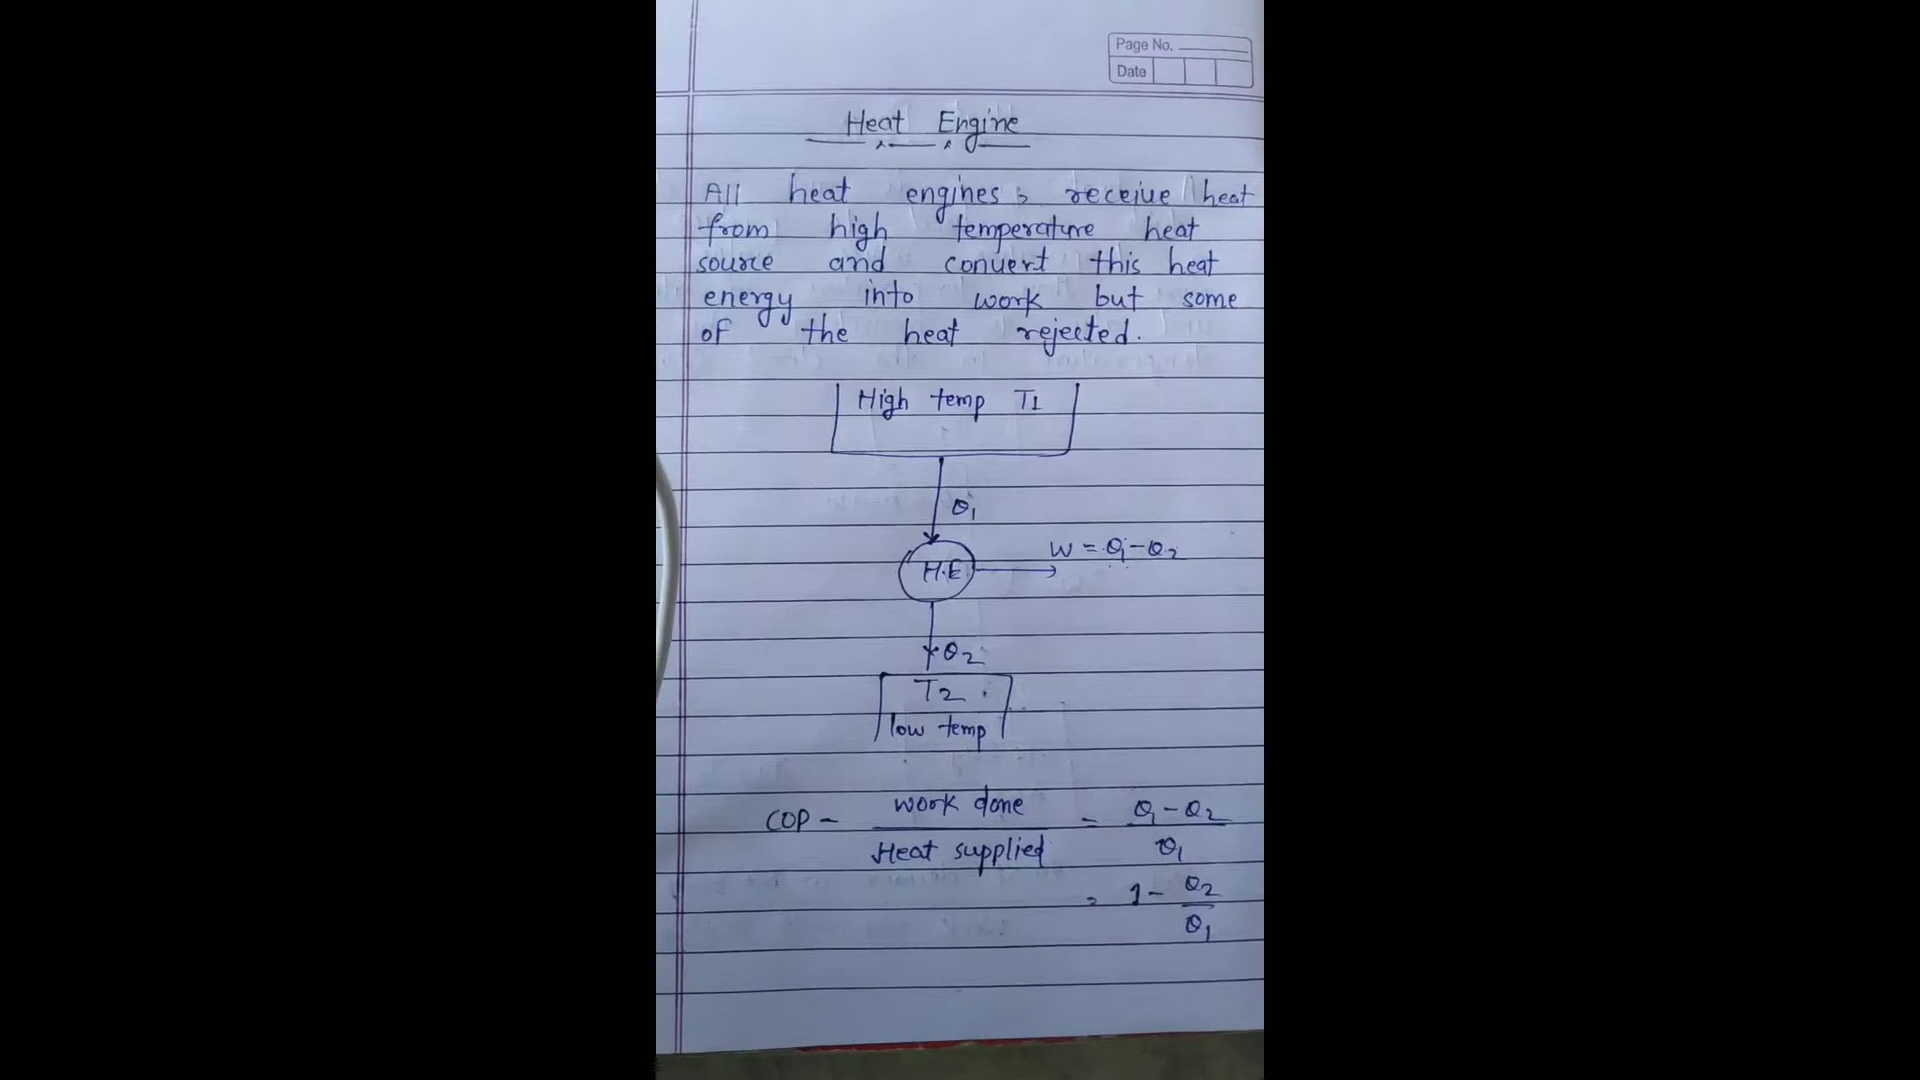 Page No.
Date
Heat Engine
All heat engines, receive heat
from high temperature heat
source and convert this heat
energy into work but some
of the heat rejected.
High temp T1
Q1
H.E
W = Q1 - Q2
Q2
T2
low temp
COP - work done / Heat supplied = Q1 - Q2 / Q1
= 1 - Q2 / Q1